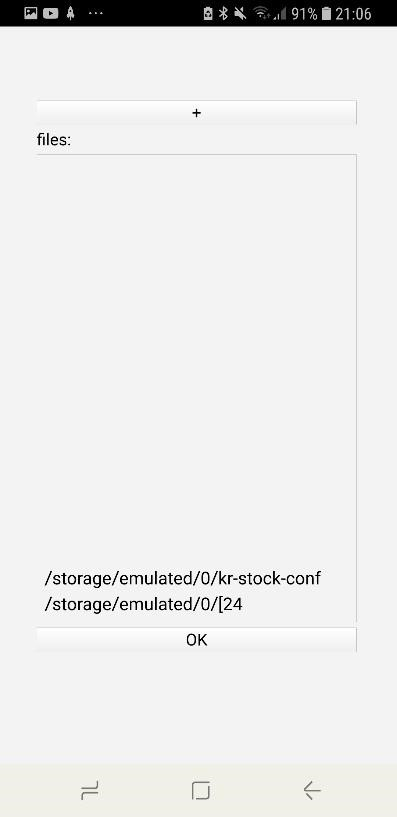 91% 21:06
+
files:
/storage/emulated/0/kr-stock-conf
/storage/emulated/0/[24
OK